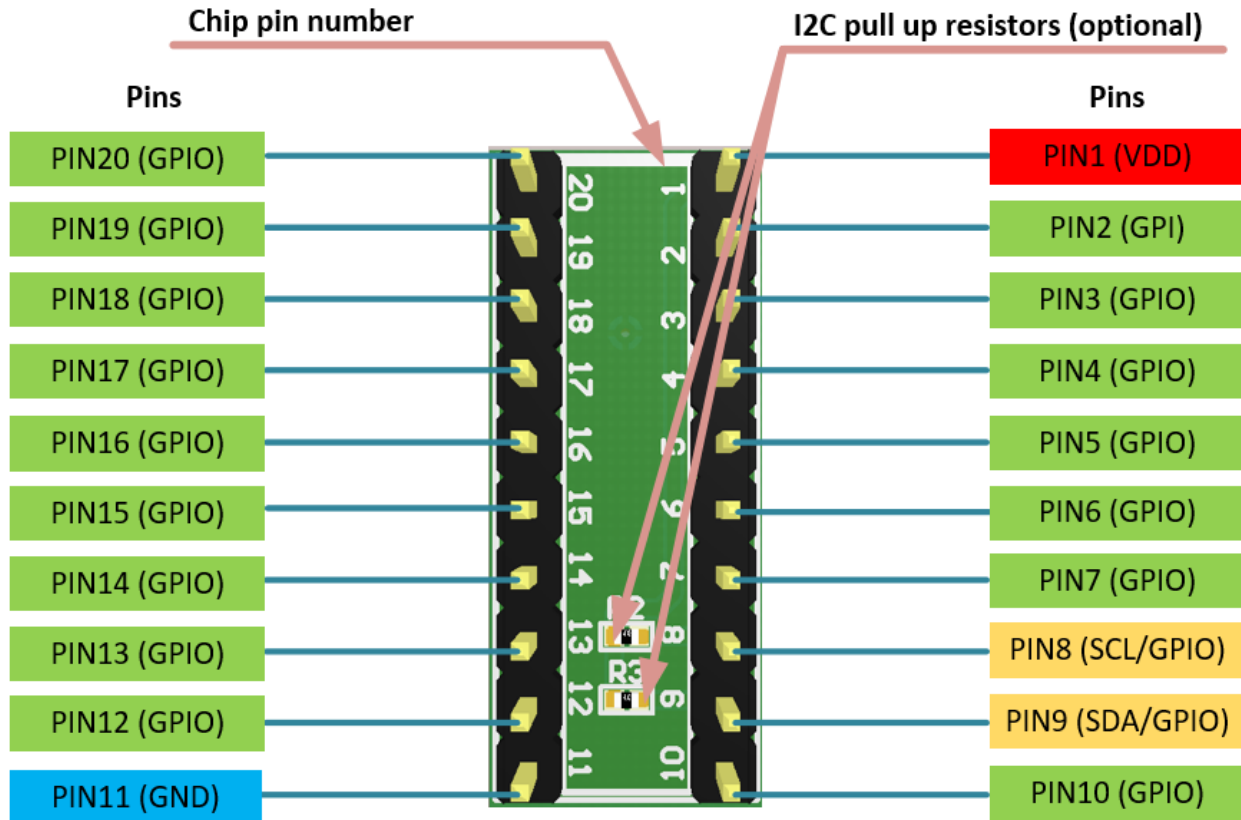 Chip pin number
I2C pull up resistors (optional)
Pins
Pins
PIN20 (GPIO)
PIN19 (GPIO)
PIN18 (GPIO)
PIN17 (GPIO)
PIN16 (GPIO)
PIN15 (GPIO)
PIN14 (GPIO)
PIN13 (GPIO)
PIN12 (GPIO)
PIN11 (GND)
20
19
18
17
16
15
14
13
12
11
R3
1
2
3
4
5
6
7
8
9
10
PIN1 (VDD)
PIN2 (GPI)
PIN3 (GPIO)
PIN4 (GPIO)
PIN5 (GPIO)
PIN6 (GPIO)
PIN7 (GPIO)
PIN8 (SCL/GPIO)
PIN9 (SDA/GPIO)
PIN10 (GPIO)